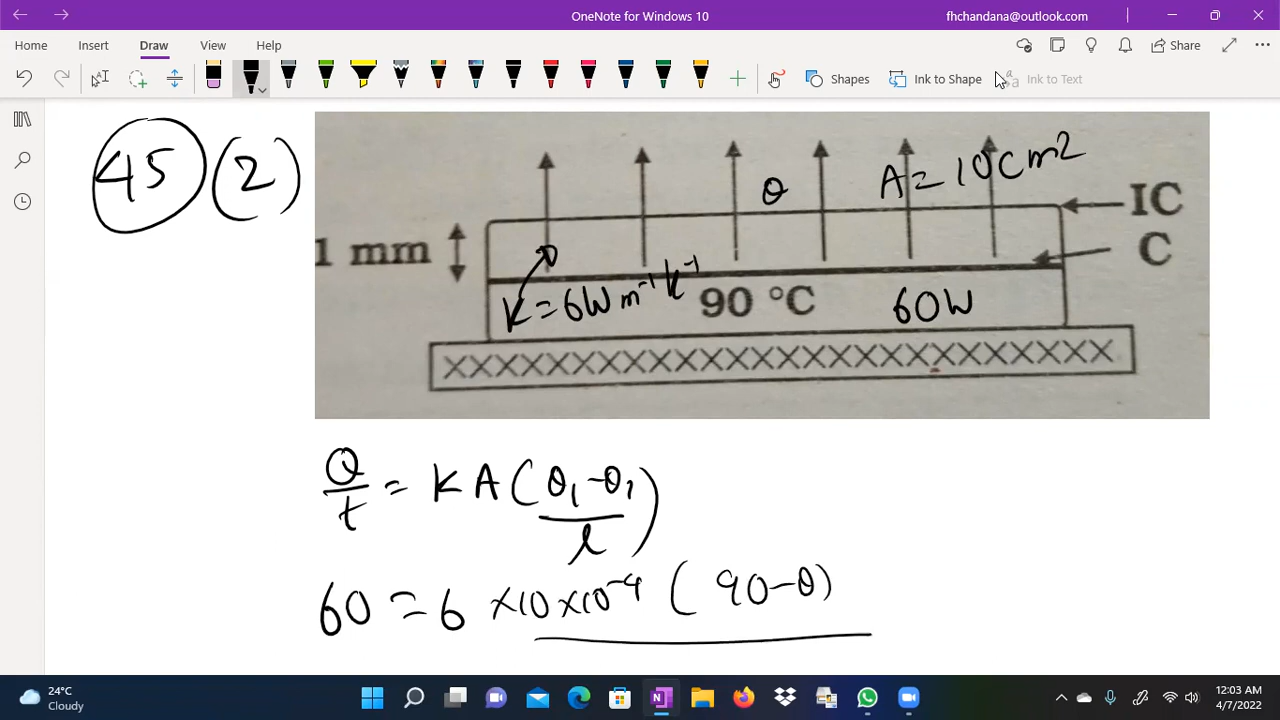 OneNote for Windows 10
fhchandana@outlook.com
Home Insert Draw View Help
Share
Shapes
Ink to Shape
Ink to Text
45 (2)
θ
A = 10 cm2
IC
1 mm
C
K = 6 W m-1 K-1
90 °C
60W
XXXXXXXXXXXXXXXXXXXXXXXXXXXX
Q/t = KA (θ1-θ2/l)
60 = 6 ×10×10-4 (90-θ)
24°C
Cloudy
12:03 AM
4/7/2022